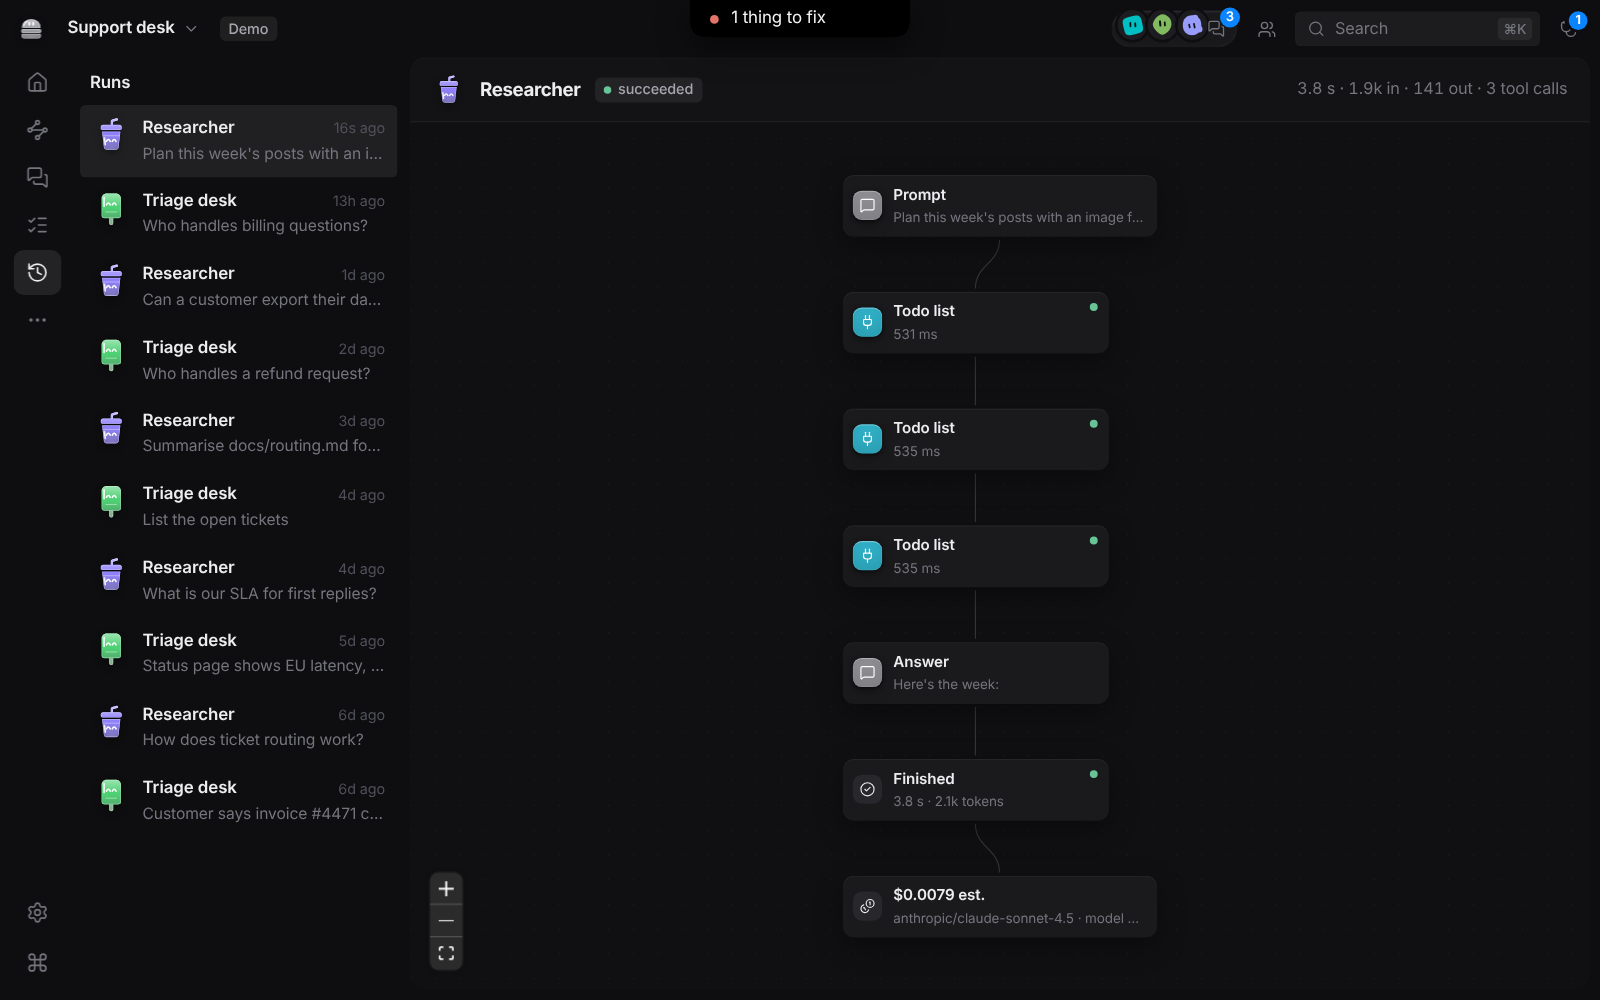 Support desk
Demo
1 thing to fix
3
Search
⌘K
1
Runs
Researcher
16s ago
Plan this week's posts with an i...
Triage desk
13h ago
Who handles billing questions?
Researcher
1d ago
Can a customer export their da...
Triage desk
2d ago
Who handles a refund request?
Researcher
3d ago
Summarise docs/routing.md fo...
Triage desk
4d ago
List the open tickets
Researcher
4d ago
What is our SLA for first replies?
Triage desk
5d ago
Status page shows EU latency, ...
Researcher
6d ago
How does ticket routing work?
Triage desk
6d ago
Customer says invoice #4471 c...
Researcher
succeeded
3.8 s · 1.9k in · 141 out · 3 tool calls
Prompt
Plan this week's posts with an image f...
Todo list
531 ms
Todo list
535 ms
Todo list
535 ms
Answer
Here's the week:
Finished
3.8 s · 2.1k tokens
$0.0079 est.
anthropic/claude-sonnet-4.5 · model ...